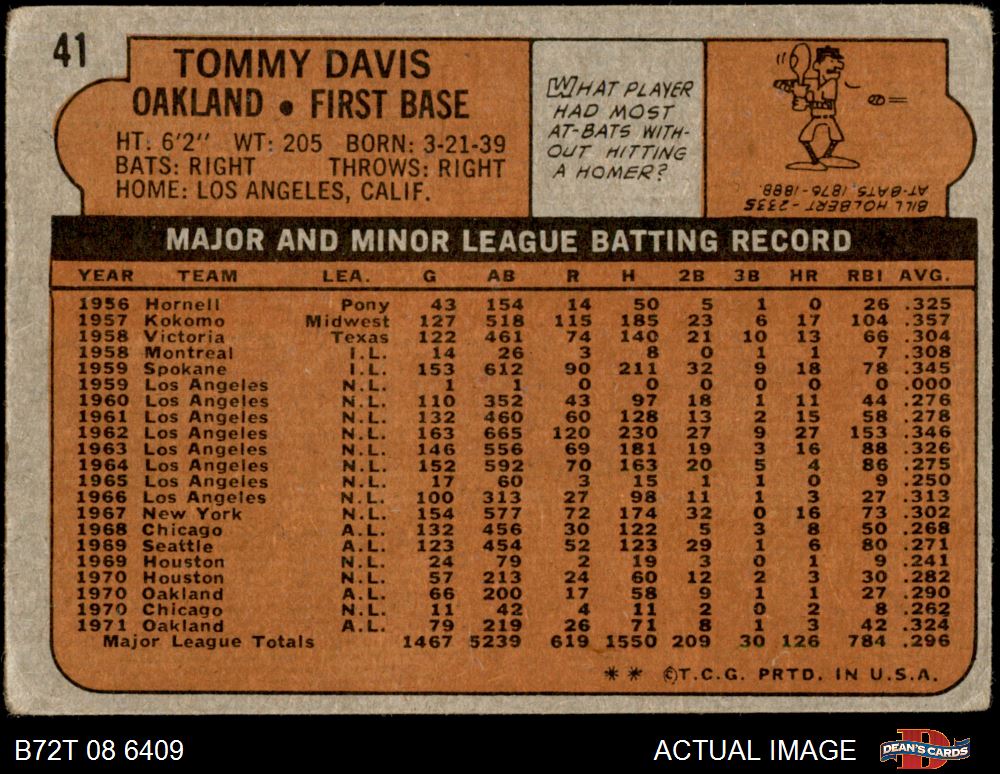 41
TOMMY DAVIS
OAKLAND • FIRST BASE
HT: 6'2" WT: 205 BORN: 3-21-39
BATS: RIGHT THROWS: RIGHT
HOME: LOS ANGELES, CALIF.
WHAT PLAYER
HAD MOST
AT-BATS WITH-
OUT HITTING
A HOMER?
BILL HOLBERT - 2335
AT-BATS, 1876-1888.
MAJOR AND MINOR LEAGUE BATTING RECORD
YEAR TEAM LEA. G AB R H 2B 3B HR RBI AVG.
1956 Hornell Pony 43 154 14 50 5 1 0 26 .325
1957 Kokomo Midwest 127 518 115 185 23 6 17 104 .357
1958 Victoria Texas 122 461 74 140 21 10 13 66 .304
1958 Montreal I.L. 14 26 3 8 0 1 1 7 .308
1959 Spokane I.L. 153 612 90 211 32 9 18 78 .345
1959 Los Angeles N.L. 1 1 0 0 0 0 0 0 .000
1960 Los Angeles N.L. 110 352 43 97 18 1 11 44 .276
1961 Los Angeles N.L. 132 460 60 128 13 2 15 58 .278
1962 Los Angeles N.L. 163 665 120 230 27 9 27 153 .346
1963 Los Angeles N.L. 146 556 69 181 19 3 16 88 .326
1964 Los Angeles N.L. 152 592 70 163 20 5 4 86 .275
1965 Los Angeles N.L. 17 60 3 15 1 1 0 9 .250
1966 Los Angeles N.L. 100 313 27 98 11 1 3 27 .313
1967 New York N.L. 154 577 72 174 32 0 16 73 .302
1968 Chicago A.L. 132 456 30 122 5 3 8 50 .268
1969 Seattle A.L. 123 454 52 123 29 1 6 80 .271
1969 Houston N.L. 24 79 2 19 3 0 1 9 .241
1970 Houston N.L. 57 213 24 60 12 2 3 30 .282
1970 Oakland A.L. 66 200 17 58 9 1 1 27 .290
1970 Chicago N.L. 11 42 4 11 2 0 2 8 .262
1971 Oakland A.L. 79 219 26 71 8 1 3 42 .324
Major League Totals 1467 5239 619 1550 209 30 126 784 .296
** ©T.C.G. PRTD. IN U.S.A.
B72T 08 6409
ACTUAL IMAGE
DEAN'S CARDS